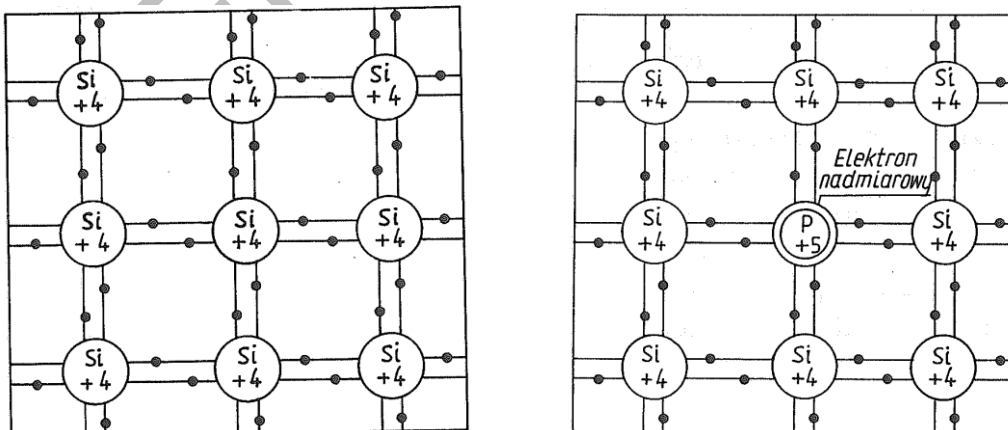 Si Si Si
+4 +4 +4
Si Si Si
+4 +4 +4
Si Si Si
+4 +4 +4
Si Si Si
+4 +4 +4
Elektron
nadmiarowy
Si P Si
+4 +5 +4
Si Si Si
+4 +4 +4